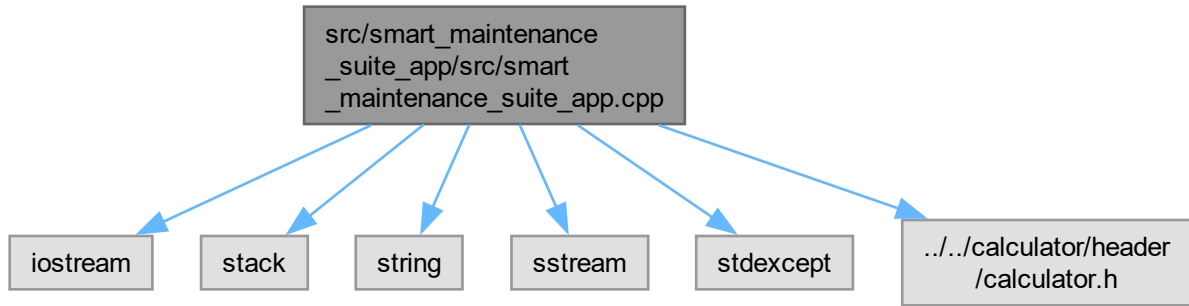 src/smart_maintenance
_suite_app/src/smart
_maintenance_suite_app.cpp
iostream
stack
string
sstream
stdexcept
../../calculator/header
/calculator.h